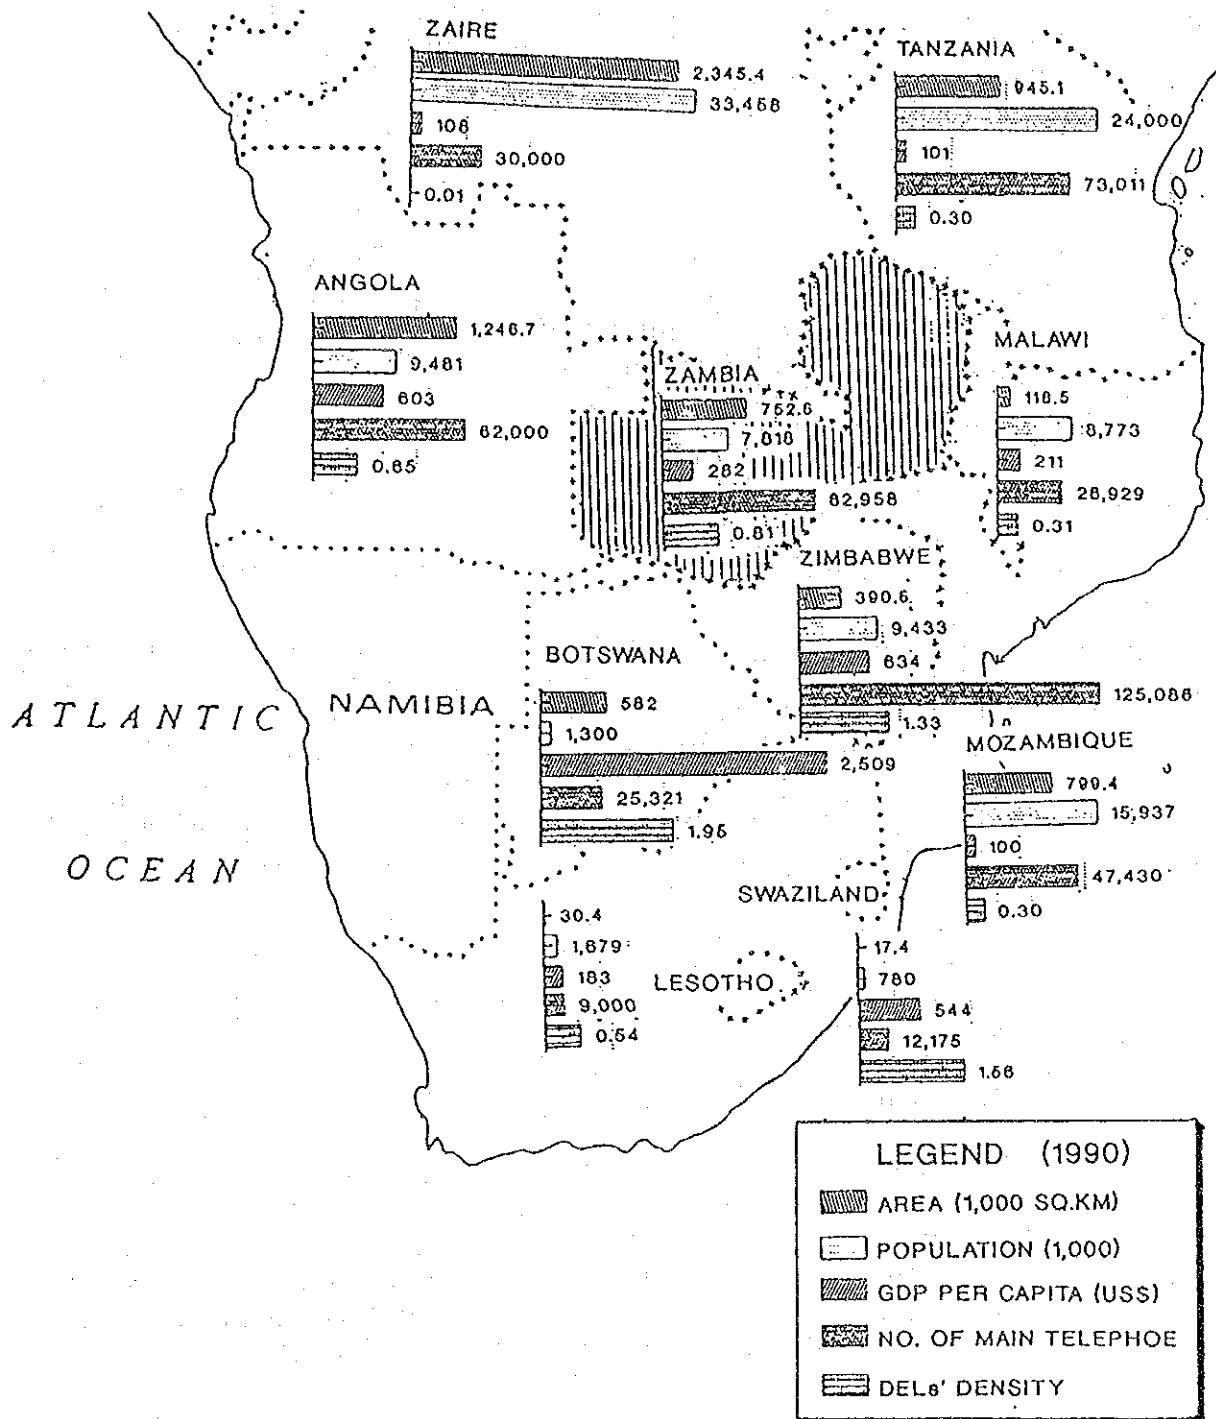 ZAIRE
2,345.4
33,458
108
30,000
0.01
TANZANIA
945.1
24,000
101
73,011
0.30
ANGOLA
1,246.7
9,481
603
62,000
0.65
ZAMBIA
752.6
7,818
282
62,958
0.81
MALAWI
118.5
8,773
211
28,929
0.31
ZIMBABWE
390.6
9,433
634
125,086
1.33
BOTSWANA
582
1,300
2,509
25,321
1.95
NAMIBIA
ATLANTIC
OCEAN
MOZAMBIQUE
799.4
15,937
100
47,430
0.30
SWAZILAND
17.4
780
544
12,175
1.56
LESOTHO
30.4
1,679
183
9,000
0.54
LEGEND (1990)
AREA (1,000 SQ.KM)
POPULATION (1,000)
GDP PER CAPITA (USS)
NO. OF MAIN TELEPHOE
DELs' DENSITY